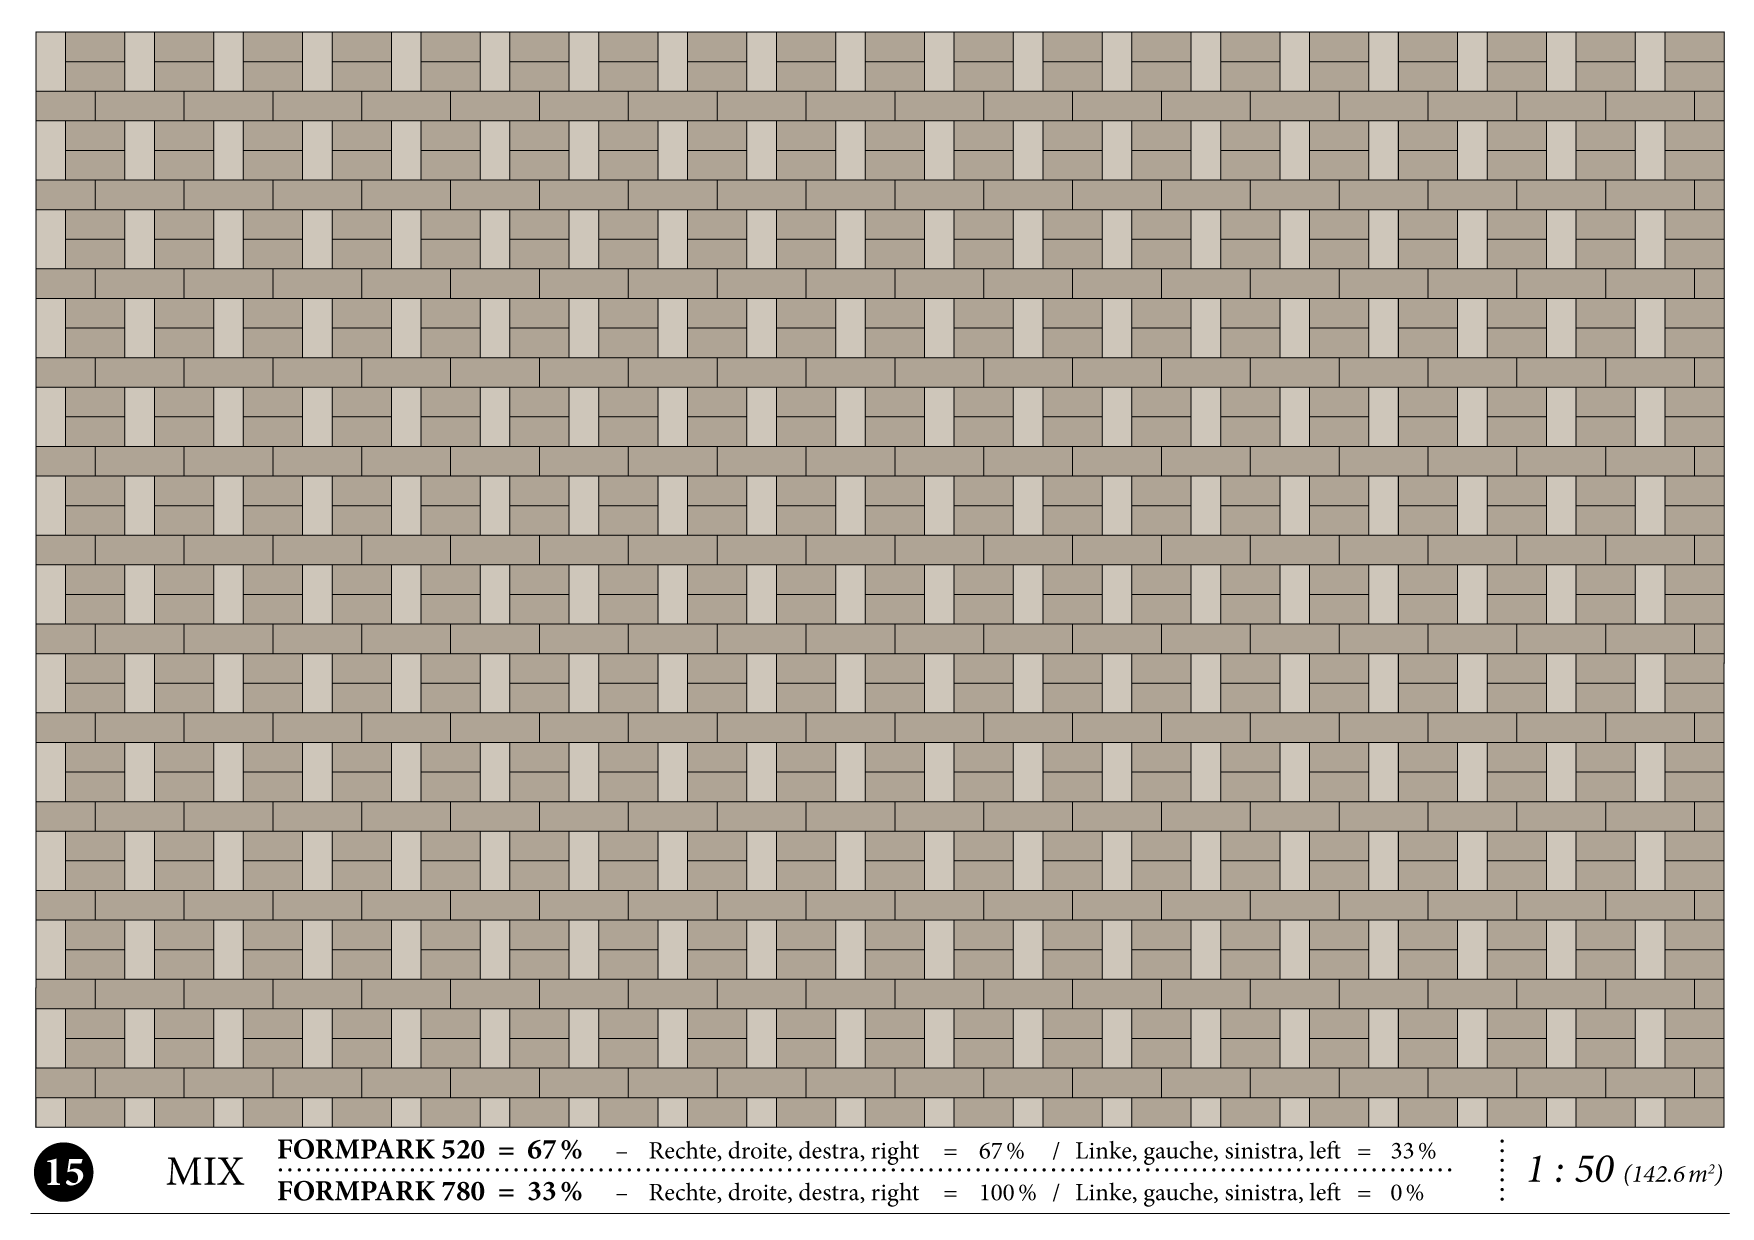 15 MIX
FORMPARK 520 = 67 % – Rechte, droite, destra, right = 67 % / Linke, gauche, sinistra, left = 33 %
FORMPARK 780 = 33 % – Rechte, droite, destra, right = 100 % / Linke, gauche, sinistra, left = 0 %
1 : 50 (142.6 m²)